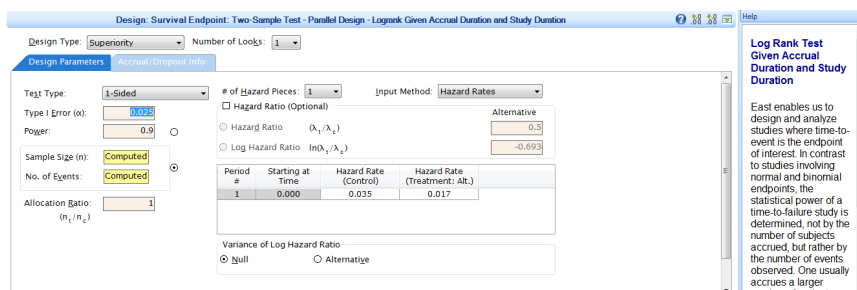 Design: Survival Endpoint: Two-Sample Test - Parallel Design - Logrank Given Accrual Duration and Study Duration
Help
Design Type: Superiority Number of Looks: 1
Design Parameters Accrual/Dropout Info
Test Type: 1-Sided
Type I Error (α): 0.025
Power: 0.9
Sample Size (n): Computed
No. of Events: Computed
Allocation Ratio: 1
(nt/nc)
# of Hazard Pieces: 1 Input Method: Hazard Rates
Hazard Ratio (Optional)
Alternative
Hazard Ratio (λt/λc) 0.5
Log Hazard Ratio ln(λt/λc) -0.693
Period Starting at Hazard Rate Hazard Rate
# Time (Control) (Treatment: Alt.)
1 0.000 0.035 0.017
Variance of Log Hazard Ratio
Null Alternative
Log Rank Test
Given Accrual
Duration and Study
Duration
East enables us to
design and analyze
studies where time-to-
event is the endpoint
of interest. In contrast
to studies involving
normal and binomial
endpoints, the
statistical power of a
time-to-failure study is
determined, not by the
number of subjects
accrued, but rather by
the number of events
observed. One usually
accrues a larger